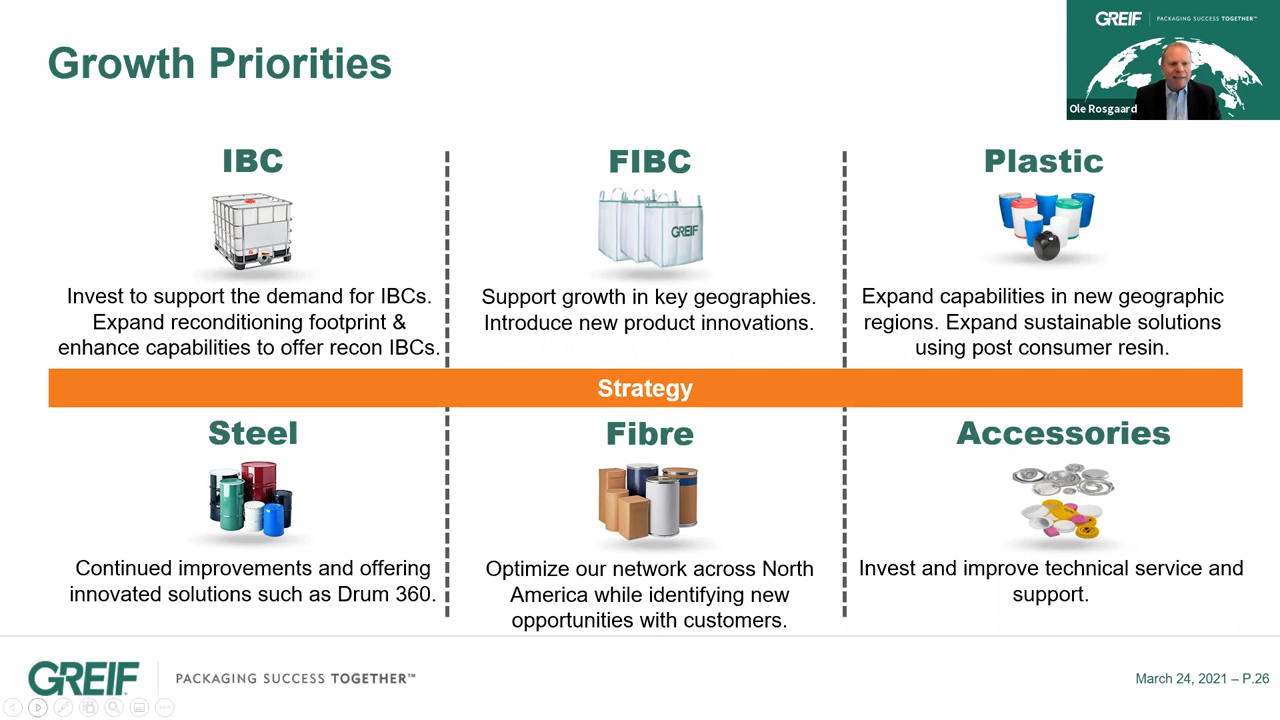 GREIF PACKAGING SUCCESS TOGETHER™
Ole Rosgaard
Growth Priorities
IBC
Invest to support the demand for IBCs.
Expand reconditioning footprint &
enhance capabilities to offer recon IBCs.
FIBC
GREIF
Support growth in key geographies.
Introduce new product innovations.
Plastic
Expand capabilities in new geographic
regions. Expand sustainable solutions
using post consumer resin.
Strategy
Steel
Continued improvements and offering
innovated solutions such as Drum 360.
Fibre
Optimize our network across North
America while identifying new
opportunities with customers.
Accessories
Invest and improve technical service and
support.
GREIF PACKAGING SUCCESS TOGETHER™
March 24, 2021 – P.26